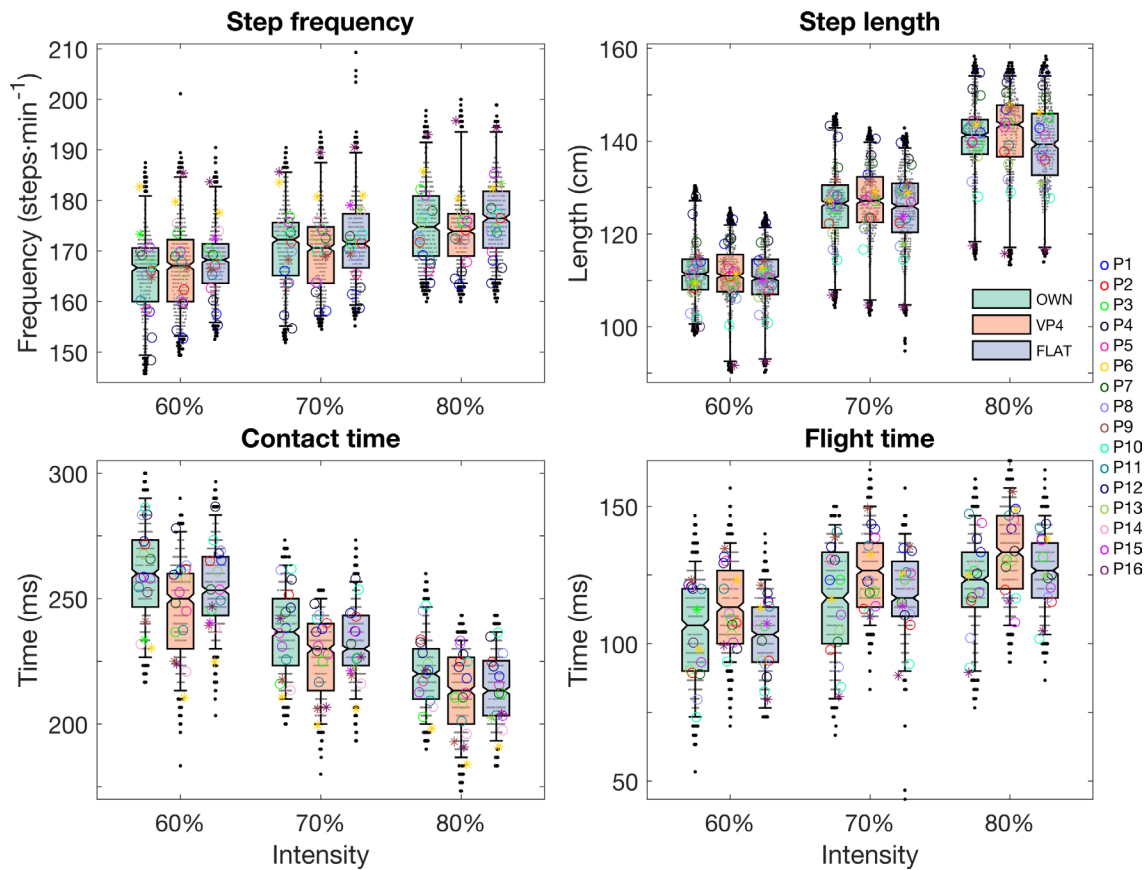 Step frequency
Frequency (steps·min⁻¹)
210
200
190
180
170
160
150
60%
70%
80%
Step length
Length (cm)
160
140
120
100
60%
70%
80%
OWN
VP4
FLAT
Contact time
Time (ms)
300
250
200
60%
70%
80%
Intensity
Flight time
Time (ms)
150
100
50
60%
70%
80%
Intensity
P1
P2
P3
P4
P5
P6
P7
P8
P9
P10
P11
P12
P13
P14
P15
P16